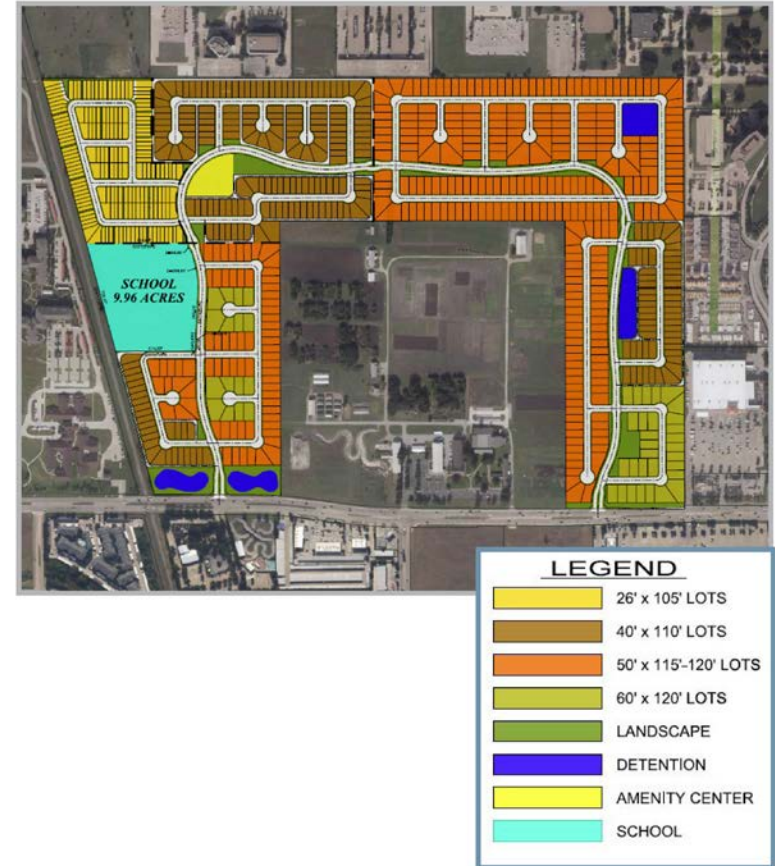 SCHOOL
9.96 ACRES
LEGEND
26' x 105' LOTS
40' x 110' LOTS
50' x 115'-120' LOTS
60' x 120' LOTS
LANDSCAPE
DETENTION
AMENITY CENTER
SCHOOL